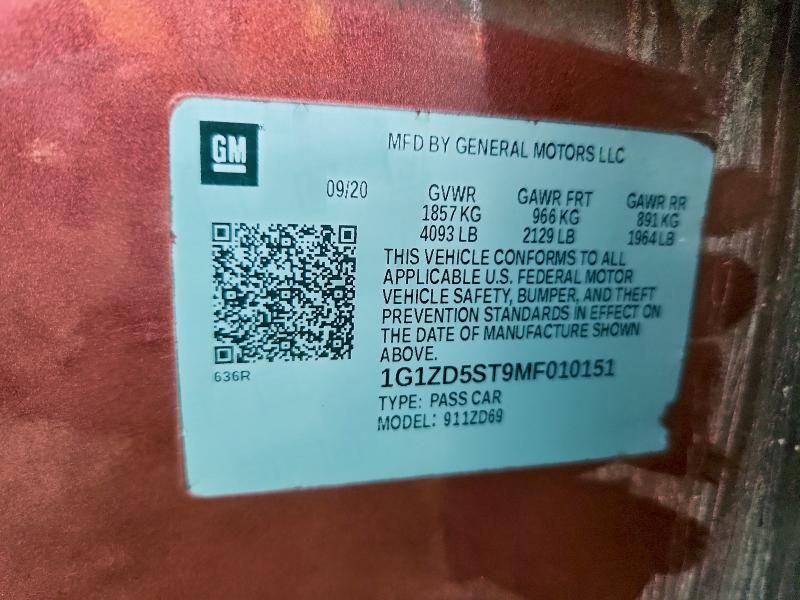 GM
MFD BY GENERAL MOTORS LLC
09/20
GVWR GAWR FRT GAWR RR
1857 KG 966 KG 891 KG
4093 LB 2129 LB 1964 LB
THIS VEHICLE CONFORMS TO ALL
APPLICABLE U.S. FEDERAL MOTOR
VEHICLE SAFETY, BUMPER, AND THEFT
PREVENTION STANDARDS IN EFFECT ON
THE DATE OF MANUFACTURE SHOWN
ABOVE.
636R
1G1ZD5ST9MF010151
TYPE: PASS CAR
MODEL: 911ZD69